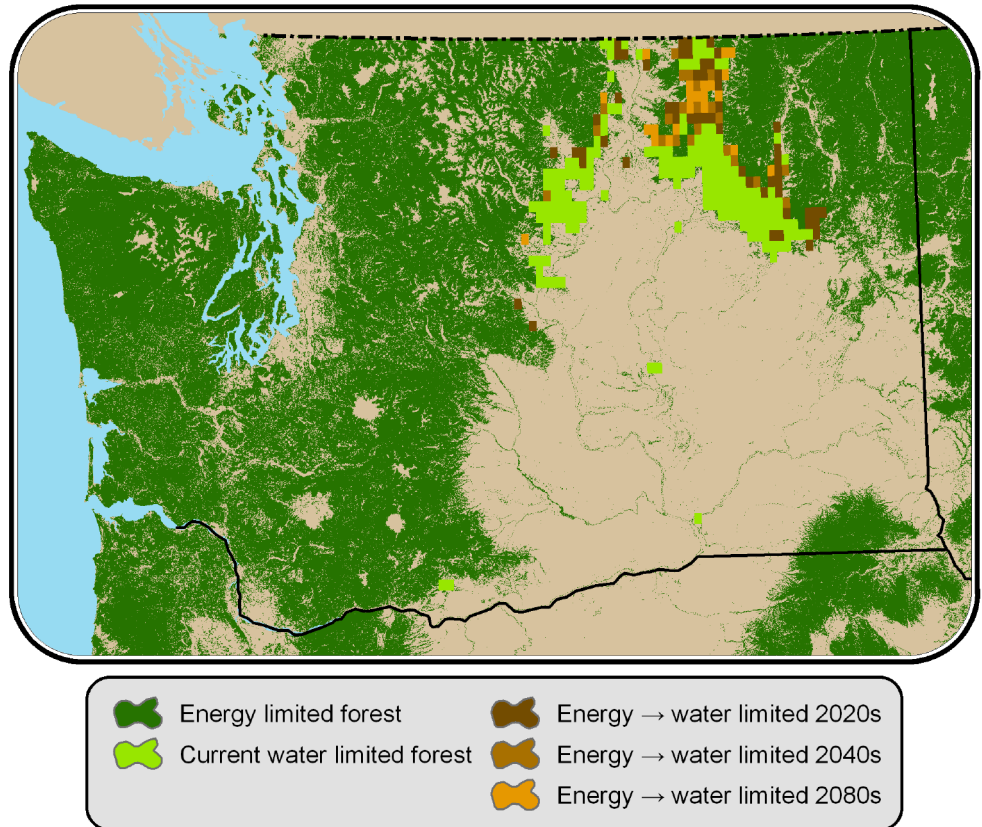 Energy limited forest
Current water limited forest
Energy → water limited 2020s
Energy → water limited 2040s
Energy → water limited 2080s